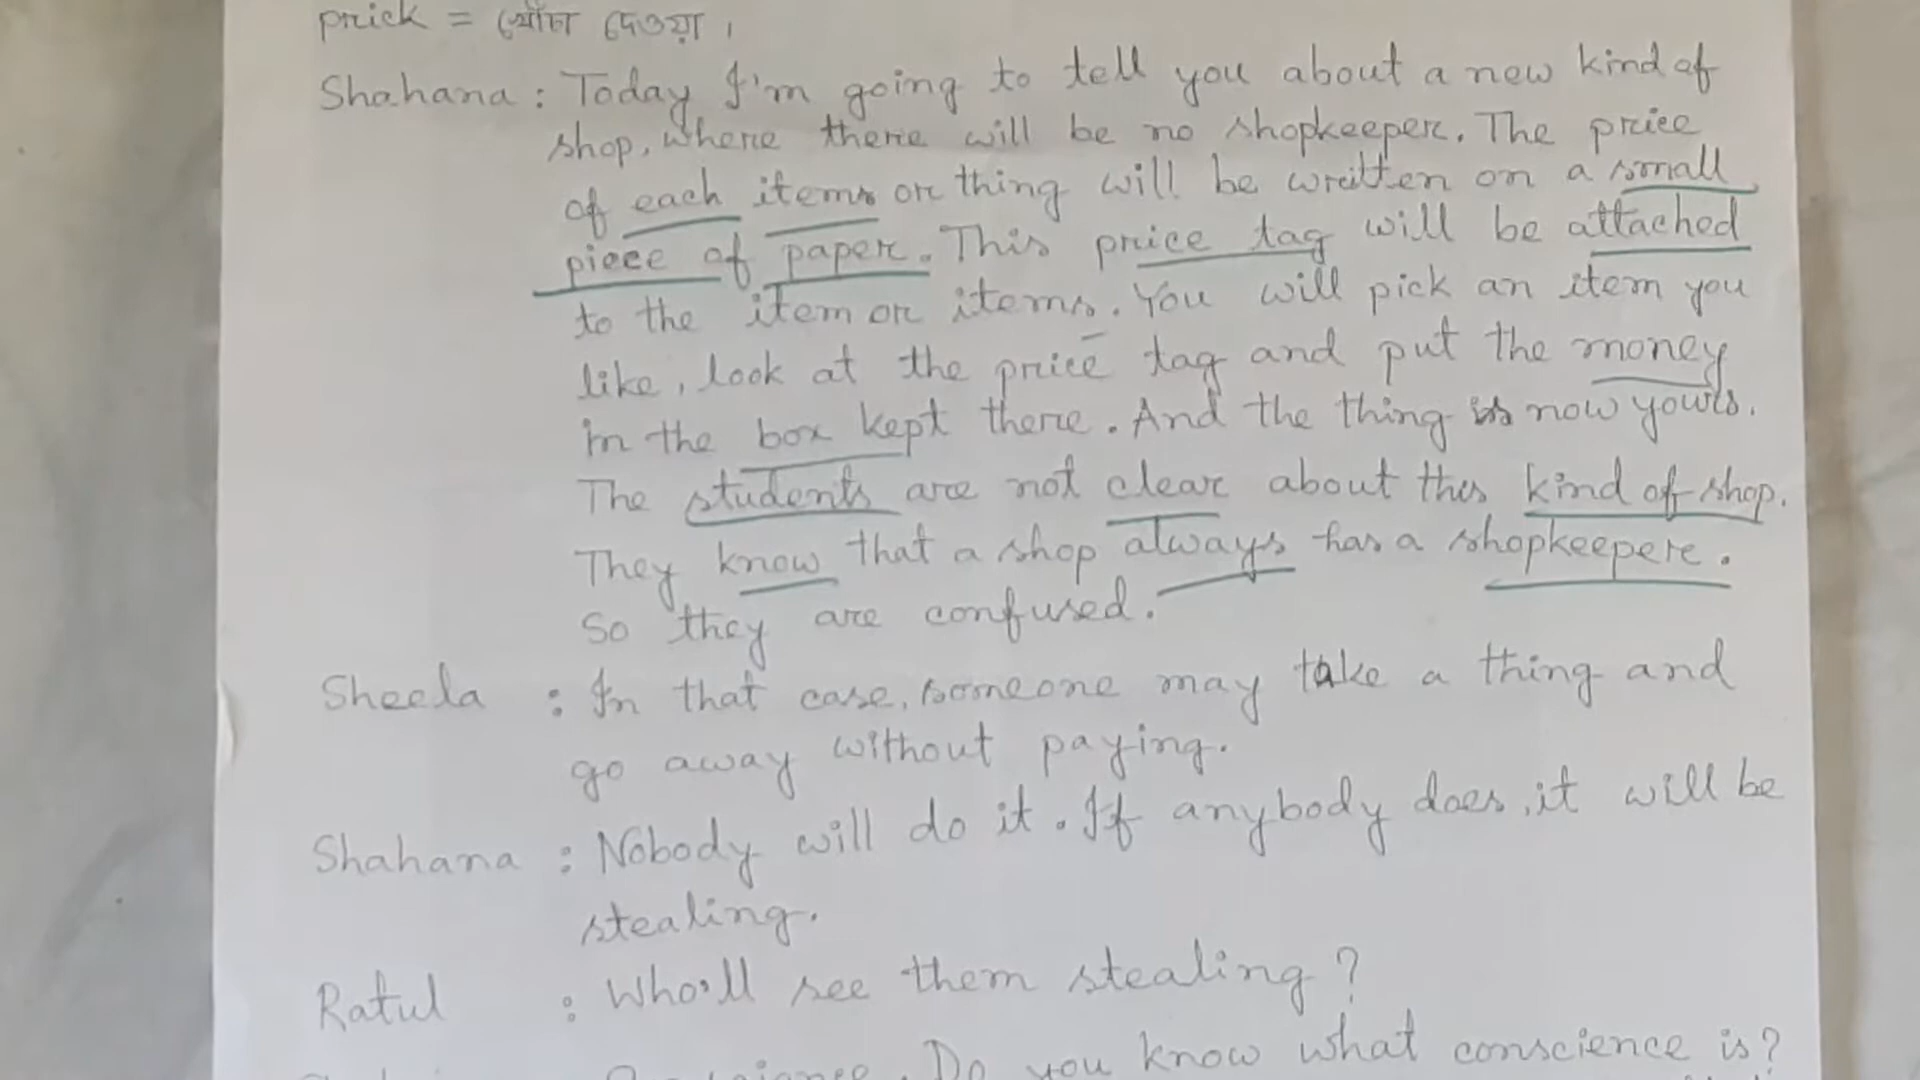 prick = খোঁচা দেওয়া।
Shahana : Today I'm going to tell you about a new kind of
shop, where there will be no shopkeeper. The price
of each items or thing will be written on a small
piece of paper. This price tag will be attached
to the item or items. You will pick an item you
like, look at the price tag and put the money
in the box kept there. And the thing is now yours.
The students are not clear about this kind of shop.
They know that a shop always has a shopkeepere.
So they are confused.
Sheela : In that case, someone may take a thing and
go away without paying.
Shahana : Nobody will do it. If anybody does, it will be
stealing.
Ratul : Who'll see them stealing?
Do you know what conscience is?